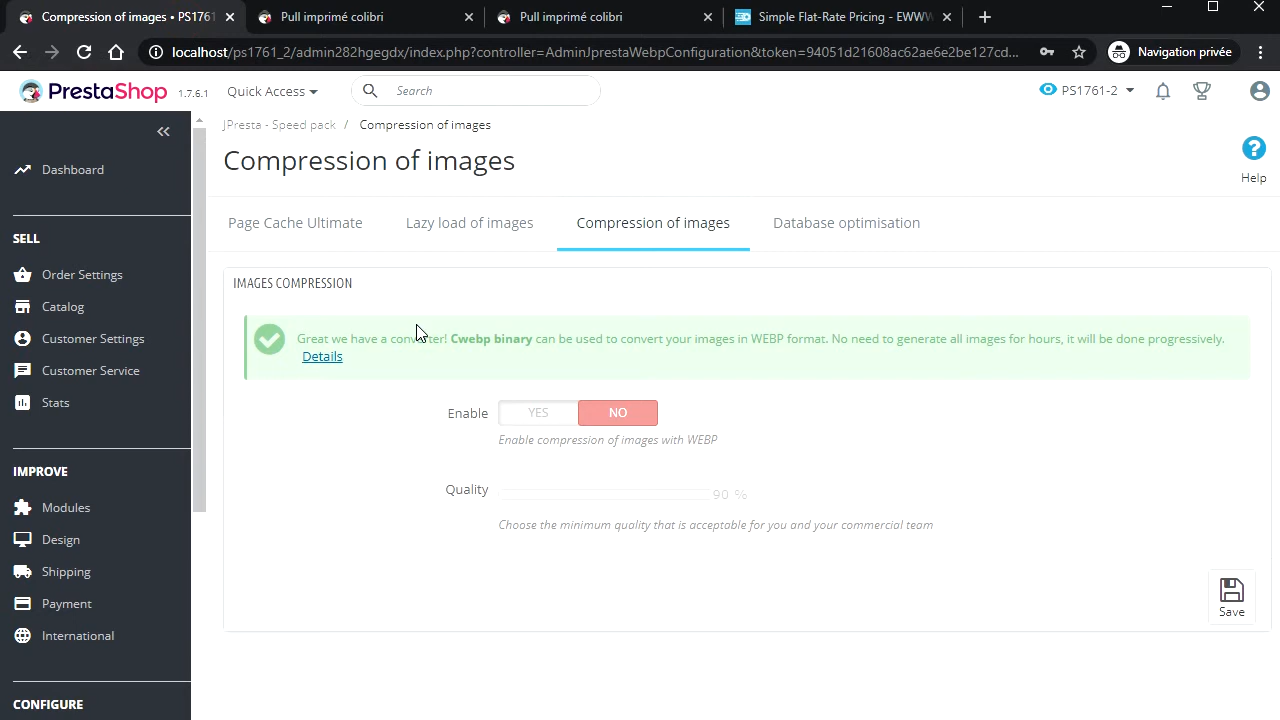 Compression of images • PS1761
Pull imprimé colibri
Pull imprimé colibri
Simple Flat-Rate Pricing - EWWW
localhost/ps1761_2/admin282hgegdx/index.php?controller=AdminJprestaWebpConfiguration&token=94051d21608ac62ae6e2be127cd...
Navigation privée
PrestaShop 1.7.6.1
Quick Access
Search
PS1761-2
JPresta - Speed pack / Compression of images
Compression of images
Help
Page Cache Ultimate
Lazy load of images
Compression of images
Database optimisation
Dashboard
SELL
Order Settings
Catalog
Customer Settings
Customer Service
Stats
IMPROVE
Modules
Design
Shipping
Payment
International
CONFIGURE
IMAGES COMPRESSION
Great we have a converter! Cwebp binary can be used to convert your images in WEBP format. No need to generate all images for hours, it will be done progressively.
Details
Enable YES NO
Enable compression of images with WEBP
Quality 90 %
Choose the minimum quality that is acceptable for you and your commercial team
Save